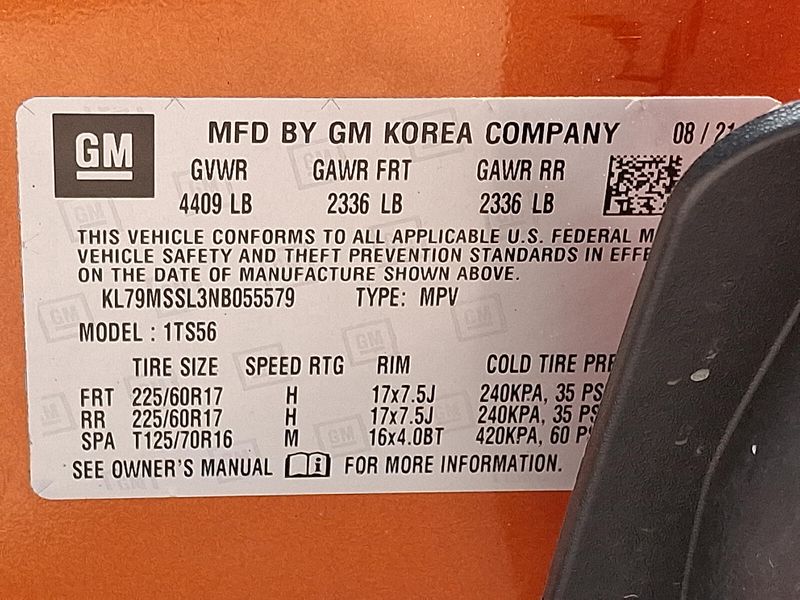 GM MFD BY GM KOREA COMPANY 08 / 21
GVWR GAWR FRT GAWR RR
4409 LB 2336 LB 2336 LB
THIS VEHICLE CONFORMS TO ALL APPLICABLE U.S. FEDERAL
VEHICLE SAFETY AND THEFT PREVENTION STANDARDS IN
ON THE DATE OF MANUFACTURE SHOWN ABOVE.
KL79MSSL3NB055579 TYPE: MPV
MODEL : 1TS56
TIRE SIZE SPEED RTG RIM COLD TIRE
FRT 225/60R17 H 17x7.5J 240KPA, 35
RR 225/60R17 H 17x7.5J 240KPA, 35
SPA T125/70R16 M 16x4.0BT 420KPA, 60
SEE OWNER'S MANUAL FOR MORE INFORMATION.